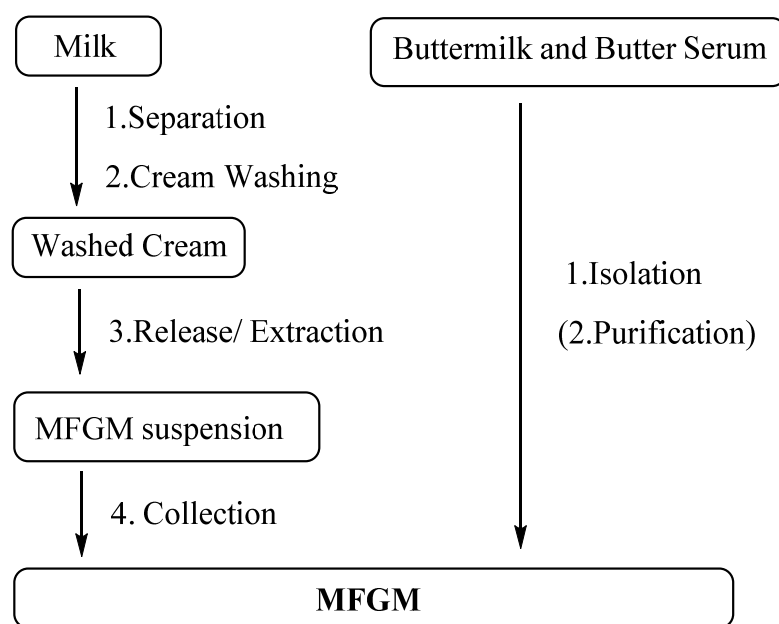 Milk
Buttermilk and Butter Serum
1.Separation
2.Cream Washing
Washed Cream
1.Isolation
(2.Purification)
3.Release/ Extraction
MFGM suspension
4. Collection
MFGM